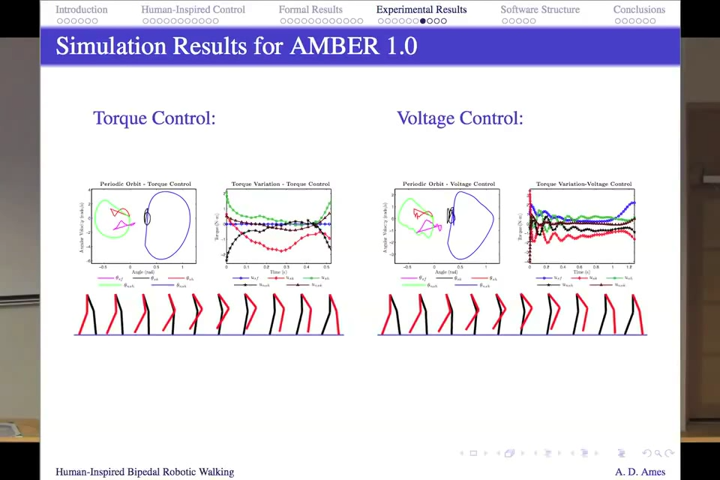 Introduction Human-Inspired Control Formal Results Experimental Results Software Structure Conclusions
Simulation Results for AMBER 1.0
Torque Control: Voltage Control:
Periodic Orbit - Torque Control Torque Variation - Torque Control Periodic Orbit - Voltage Control Torque Variation-Voltage Control
Angle (rad) Time (s) Angle (rad) Time (s)
Human-Inspired Bipedal Robotic Walking A. D. Ames